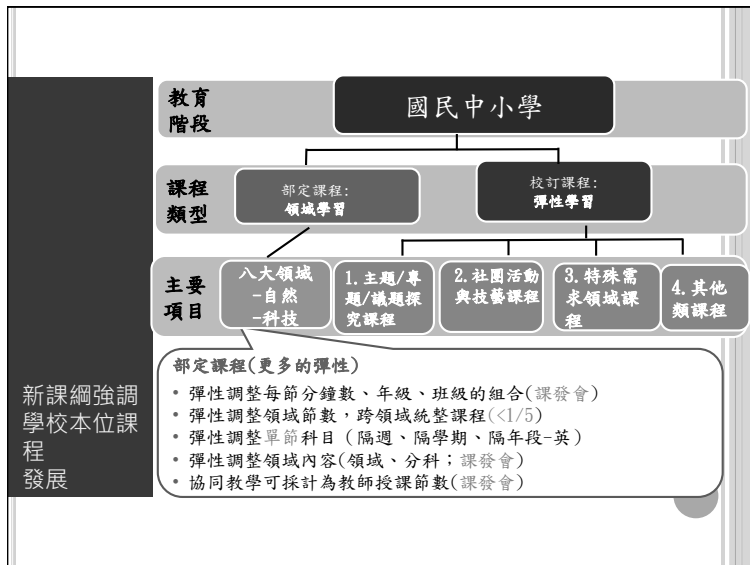 教育
階段
國民中小學
課程
類型
部定課程:
領域學習
校訂課程:
彈性學習
主要
項目
八大領域
-自然
-科技
1.主題/專
題/議題探
究課程
2.社團活動
與技藝課程
3.特殊需
求領域課
程
4.其他
類課程
部定課程(更多的彈性)
• 彈性調整每節分鐘數、年級、班級的組合(課發會)
• 彈性調整領域節數，跨領域統整課程(<1/5)
• 彈性調整單節科目（隔週、隔學期、隔年段-英）
• 彈性調整領域內容(領域、分科；課發會)
• 協同教學可採計為教師授課節數(課發會)
新課綱強調
學校本位課
程
發展